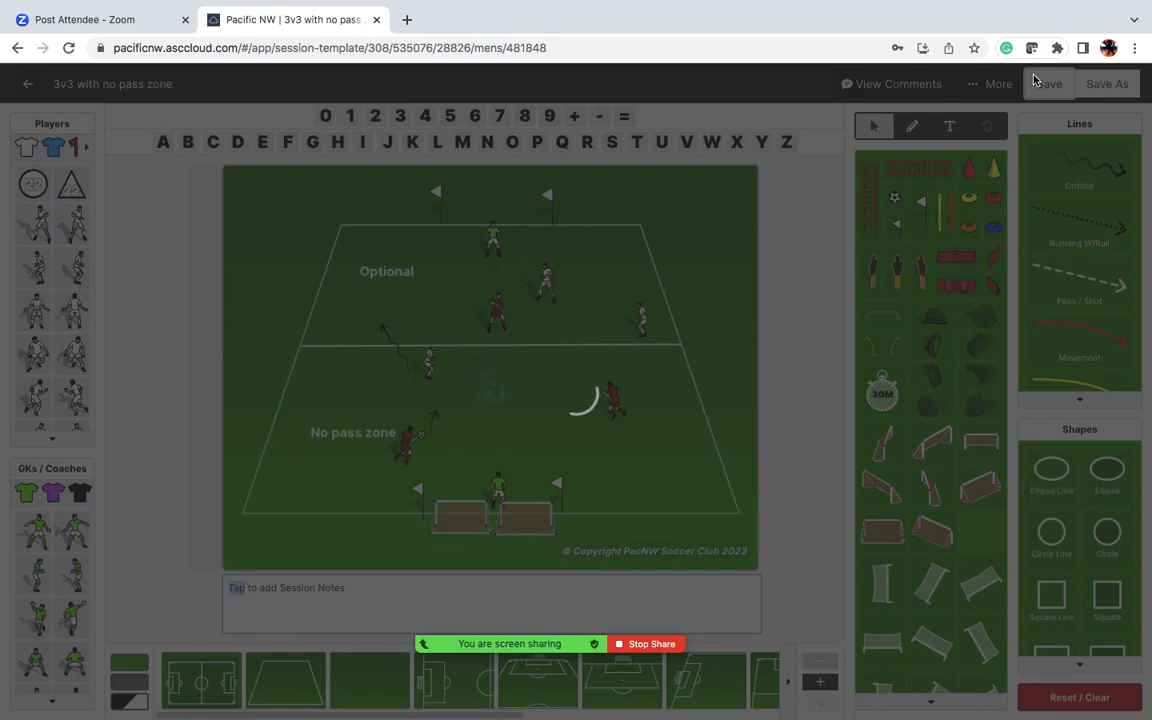 Post Attendee - Zoom
Pacific NW | 3v3 with no pass
pacificnw.asccloud.com/#/app/session-template/308/535076/28826/mens/481848
3v3 with no pass zone
View Comments
More
Save
Save As
Players
0 1 2 3 4 5 6 7 8 9 + - =
A B C D E F G H I J K L M N O P Q R S T U V W X Y Z
T
Lines
22
22
Dribble
Running W/Ball
Pass / Shot
Movement
30M
Optional
No pass zone
© Copyright PacNW Soccer Club 2023
GKs / Coaches
Shapes
Ellipse Line
Ellipse
Circle Line
Circle
Square Line
Square
Tap to add Session Notes
You are screen sharing
Stop Share
Reset / Clear